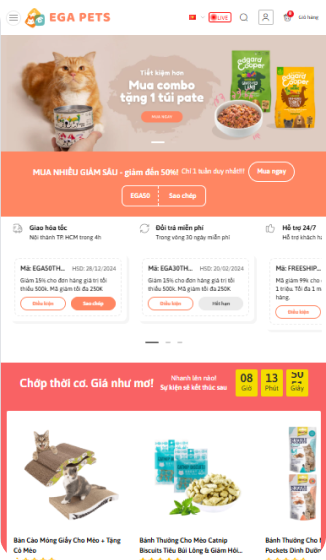 EGA PETS
LIVE
0
Giỏ hàng
Tiết kiệm hơn
Mua combo
tặng 1 túi pate
edgard
cooper
edgard
cooper
MUA NHIỀU GIẢM SÂU - giảm đến 50%! Chỉ 1 tuần duy nhất!!! Mua ngay
EGA50 Sao chép
Giao hỏa tốc
Nội thành TP. HCM trong 4h
Đổi trả miễn phí
Trong vòng 30 ngày miễn phí
Hỗ trợ 24/7
Hỗ trợ khách h
Mã: EGA50TH... HSD: 28/12/2024
Giảm 15% cho đơn hàng giá trị tối
thiểu 500k. Mã giảm tối đa 250K
Điều kiện Sao chép
Mã: EGA30TH... HSD: 20/02/2024
Giảm 15% cho đơn hàng giá trị tối
thiểu 500k. Mã giảm tối đa 250K
Điều kiện Hết hạn
Mã: FREESHIP...
Mã giảm 99k cho
1 triệu. Tối đa 1 m
hàng.
Điều kiện
Chớp thời cơ. Giá như mơ!
Nhanh lên nào!
Sự kiện sẽ kết thúc sau
08 Giờ
13 Phút
Giây
Bàn Cào Móng Giấy Cho Mèo + Tặng
Cỏ Mèo
Bánh Thưởng Cho Mèo Catnip
Biscuits Tiêu Búi Lông & Giảm Hôi...
Bánh Thưởng Cho M
Pockets Dinh Dưỡ